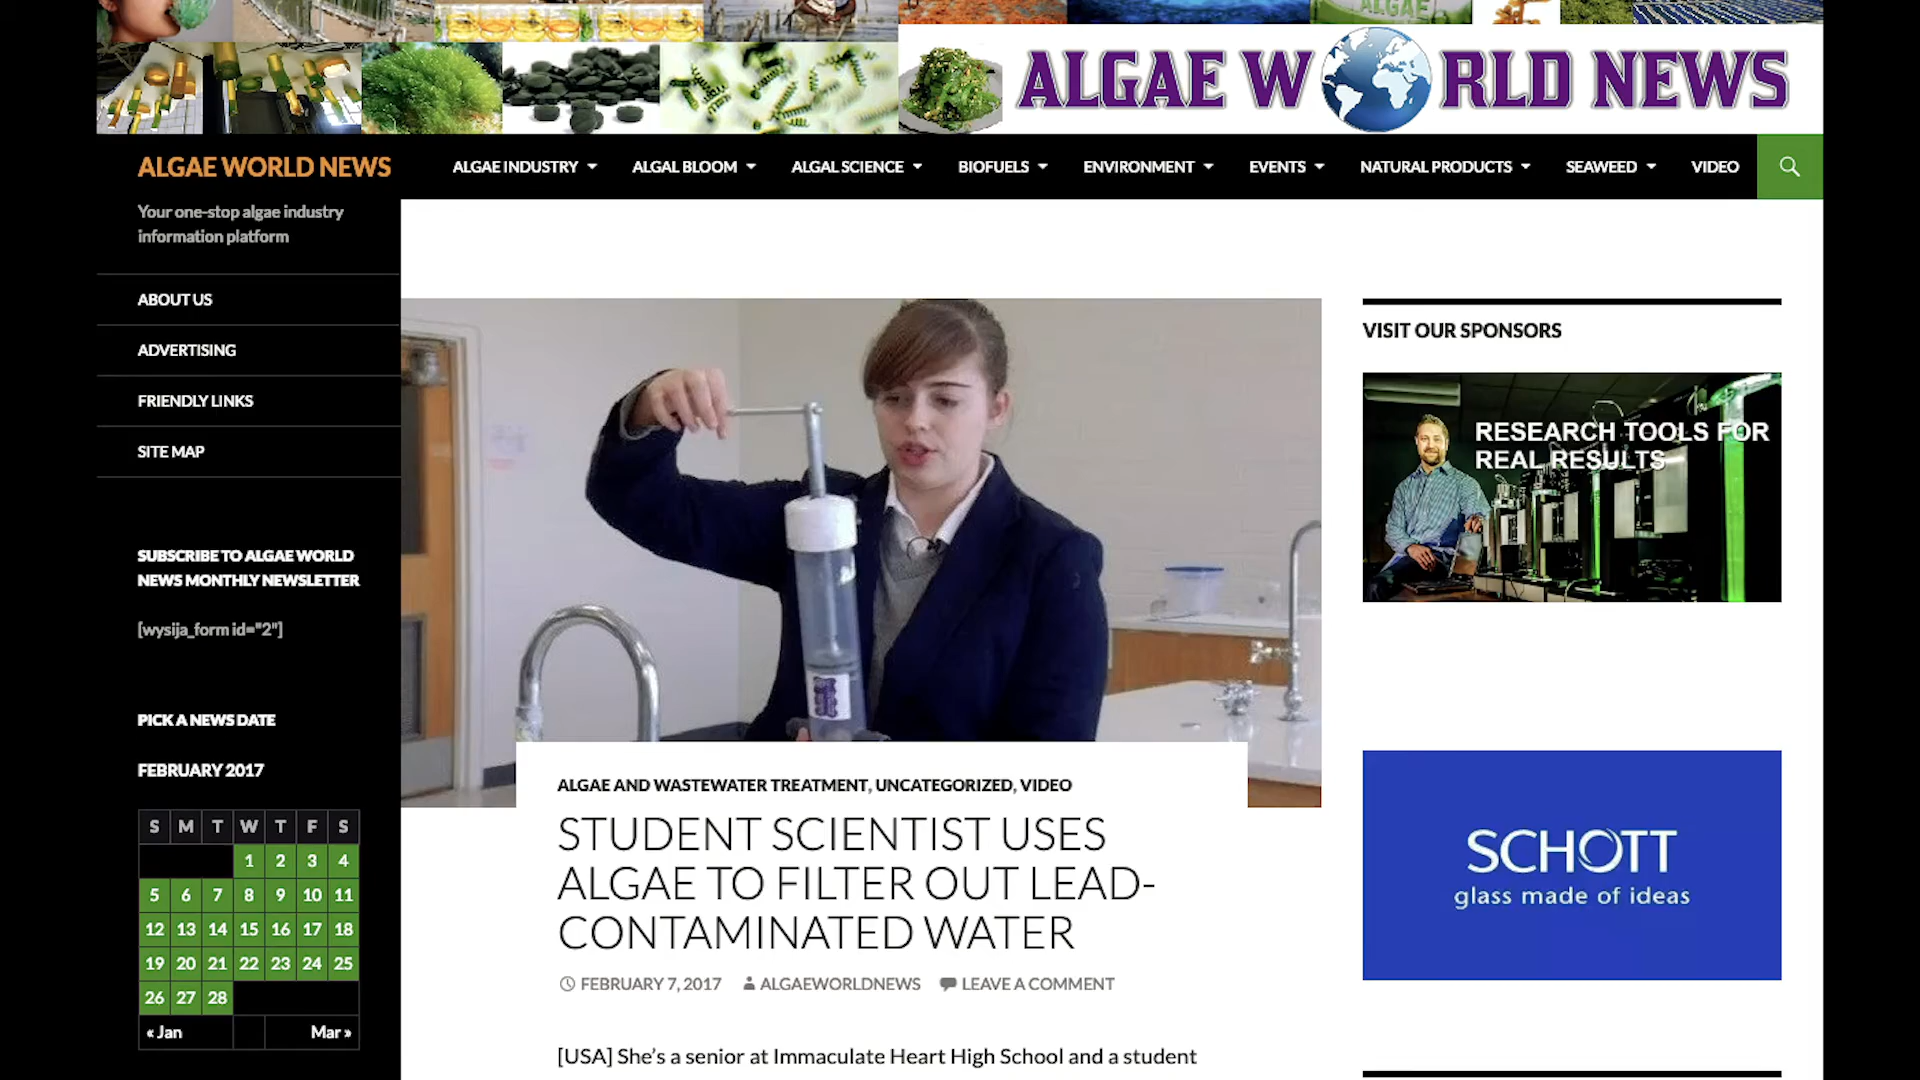 ALGAE
ALGAE WORLD NEWS
ALGAE WORLD NEWS
ALGAE INDUSTRY
ALGAL BLOOM
ALGAL SCIENCE
BIOFUELS
ENVIRONMENT
EVENTS
NATURAL PRODUCTS
SEAWEED
VIDEO
Your one-stop algae industry
information platform
ABOUT US
ADVERTISING
FRIENDLY LINKS
SITE MAP
SUBSCRIBE TO ALGAE WORLD
NEWS MONTHLY NEWSLETTER
[wysija_form id="2"]
PICK A NEWS DATE
FEBRUARY 2017
S M T W T F S
1 2 3 4
5 6 7 8 9 10 11
12 13 14 15 16 17 18
19 20 21 22 23 24 25
26 27 28
« Jan Mar »
ALGAE AND WASTEWATER TREATMENT, UNCATEGORIZED, VIDEO
STUDENT SCIENTIST USES
ALGAE TO FILTER OUT LEAD-
CONTAMINATED WATER
FEBRUARY 7, 2017 ALGAEWORLDNEWS LEAVE A COMMENT
[USA] She's a senior at Immaculate Heart High School and a student
VISIT OUR SPONSORS
RESEARCH TOOLS FOR
REAL RESULTS
SCHOTT
glass made of ideas